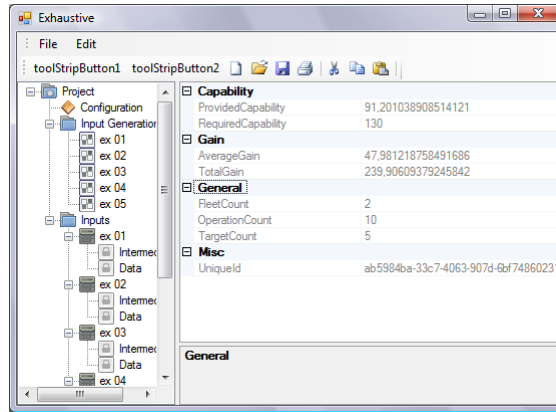 Exhaustive
File Edit
toolStripButton1 toolStripButton2
Project
Configuration
Input Generation
ex 01
ex 02
ex 03
ex 04
ex 05
Inputs
ex 01
Intermed
Data
ex 02
Intermed
Data
ex 03
Intermed
Data
ex 04
Capability
ProvidedCapability 91,201038908514121
RequiredCapability 130
Gain
AverageGain 47,981218758491686
TotalGain 239,90609379245842
General
FleetCount 2
OperationCount 10
TargetCount 5
Misc
UniqueId ab5984ba-33c7-4063-907d-6bf74860231
General